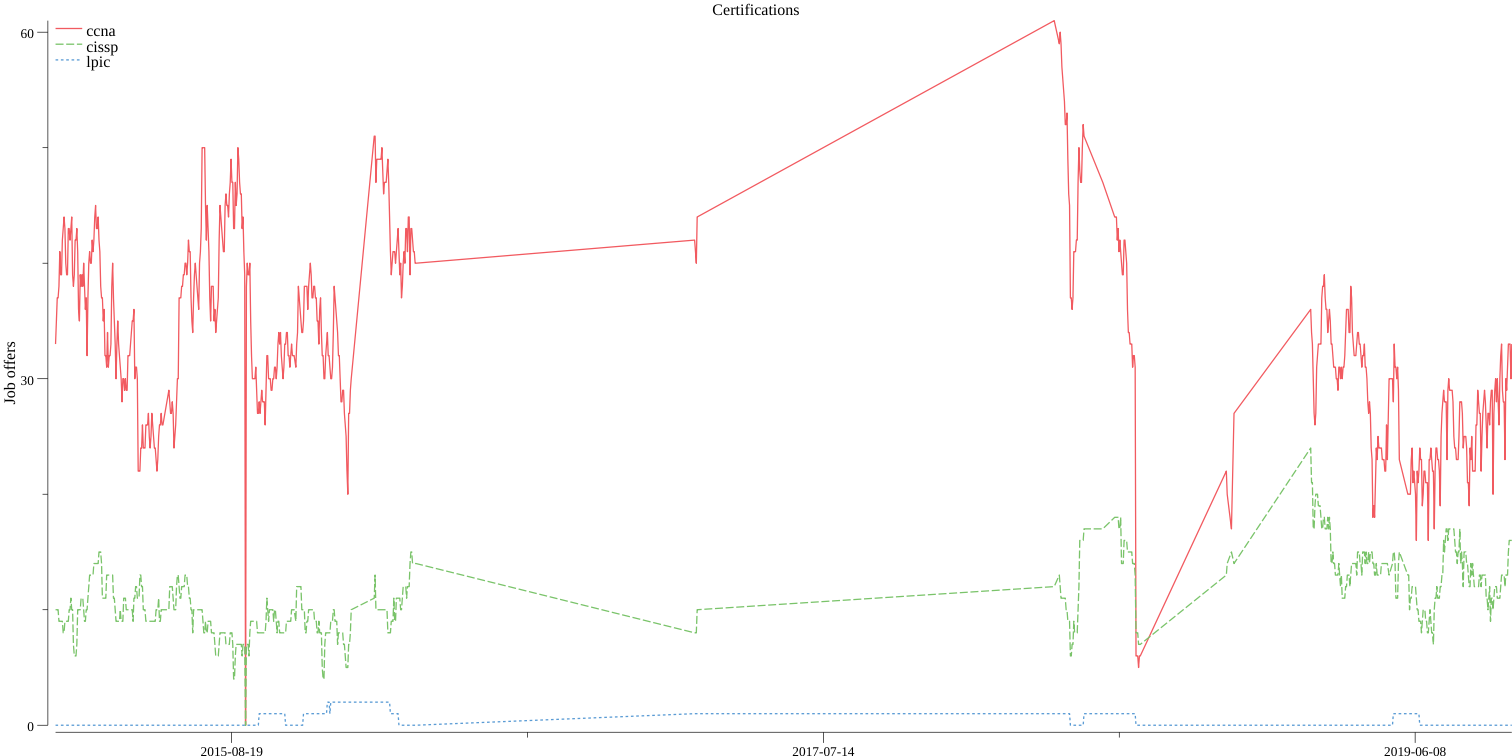 Certifications
ccna
cissp
lpic
60
30
0
Job offers
2015-08-19
2017-07-14
2019-06-08